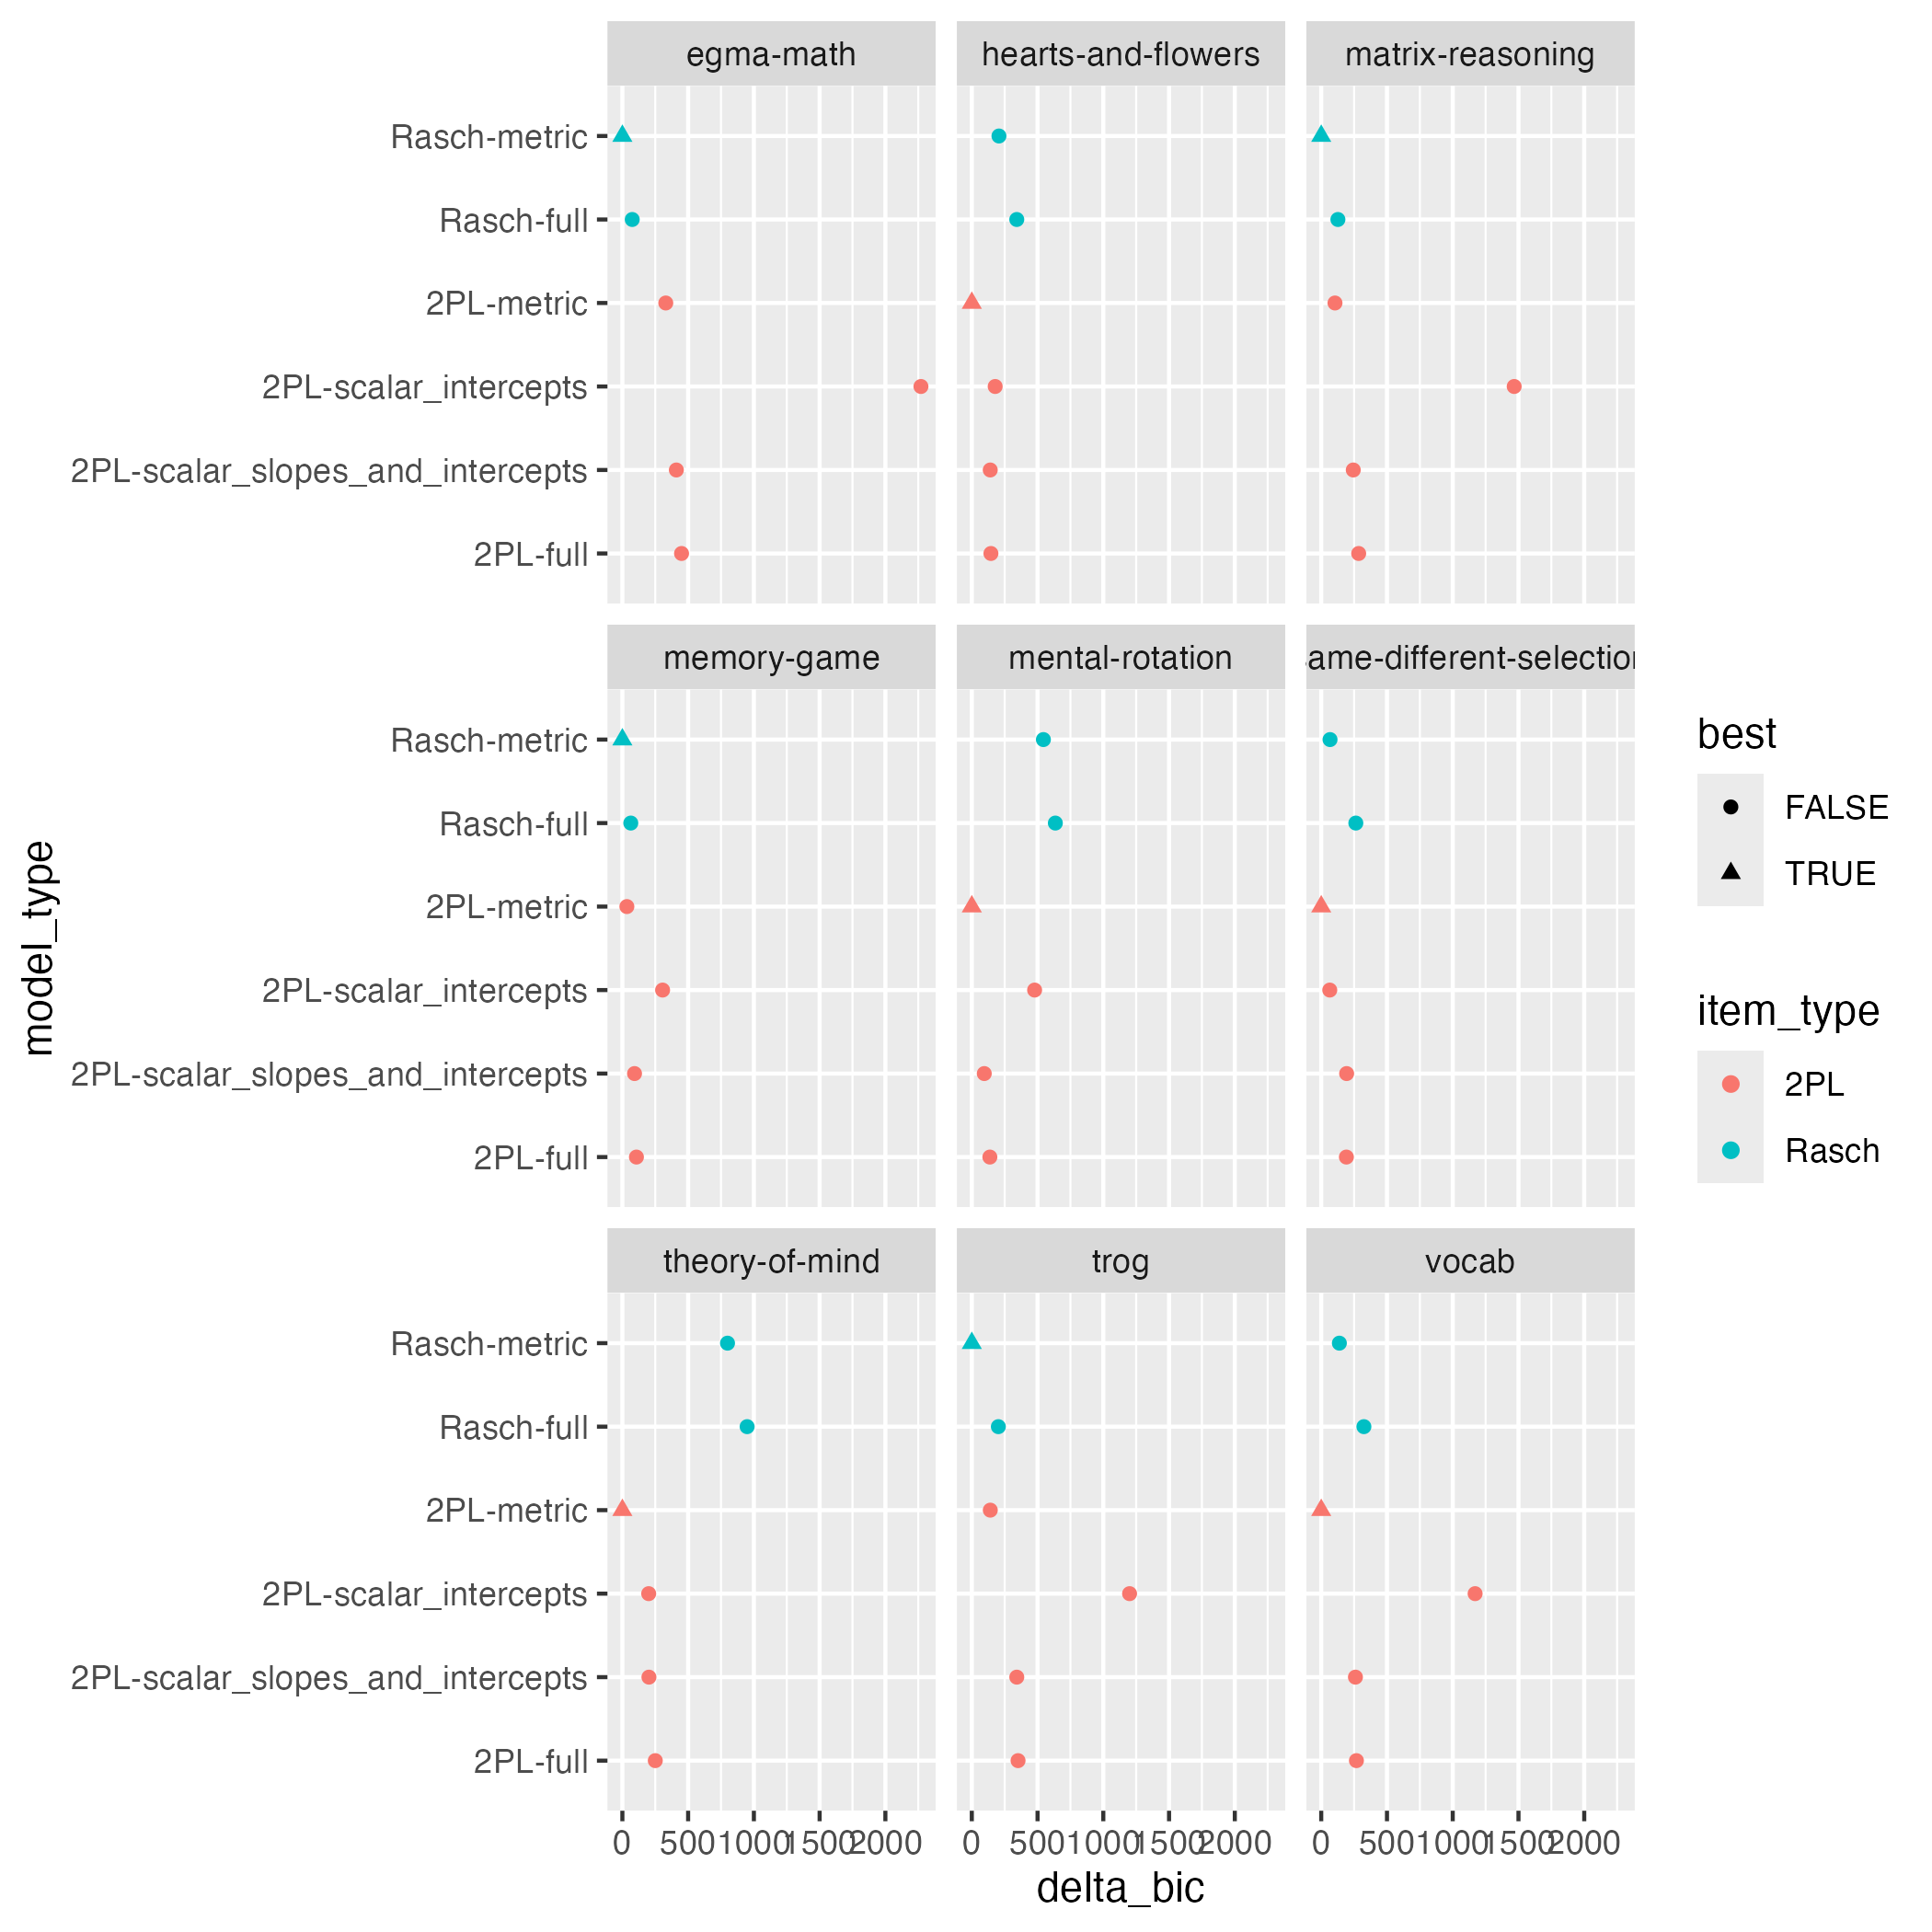 egma-math hearts-and-flowers matrix-reasoning
Rasch-metric
Rasch-full
2PL-metric
2PL-scalar_intercepts
2PL-scalar_slopes_and_intercepts
2PL-full
memory-game mental-rotation ame-different-selection
Rasch-metric
Rasch-full
2PL-metric
2PL-scalar_intercepts
2PL-scalar_slopes_and_intercepts
2PL-full
theory-of-mind trog vocab
Rasch-metric
Rasch-full
2PL-metric
2PL-scalar_intercepts
2PL-scalar_slopes_and_intercepts
2PL-full
0 500 1000 1500 2000 0 500 1000 1500 2000 0 500 1000 1500 2000
delta_bic
model_type
best
FALSE
TRUE
item_type
2PL
Rasch